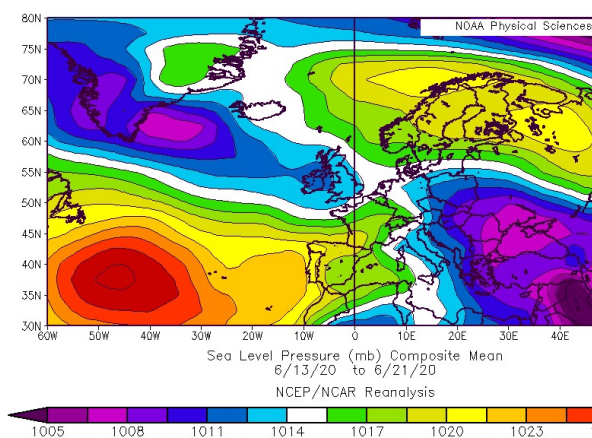 NOAA Physical Sciences
80N
75N
70N
65N
60N
55N
50N
45N
40N
35N
30N
60W 50W 40W 30W 20W 10W 0 10E 20E 30E 40E
Sea Level Pressure (mb) Composite Mean
6/13/20 to 6/21/20
NCEP/NCAR Reanalysis
1005 1008 1011 1014 1017 1020 1023